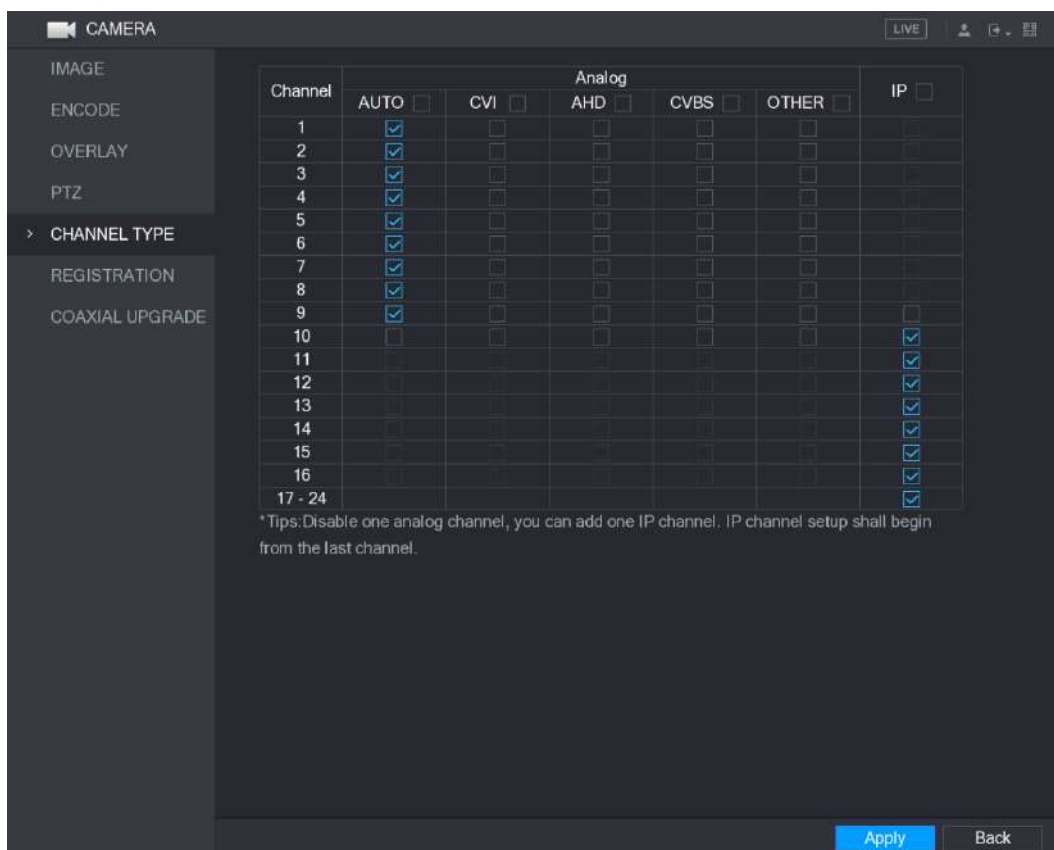 CAMERA
LIVE
IMAGE
ENCODE
OVERLAY
PTZ
> CHANNEL TYPE
REGISTRATION
COAXIAL UPGRADE
Channel
Analog
IP
AUTO
CVI
AHD
CVBS
OTHER
1
2
3
4
5
6
7
8
9
10
11
12
13
14
15
16
17 - 24
*Tips:Disable one analog channel, you can add one IP channel. IP channel setup shall begin
from the last channel.
Apply
Back